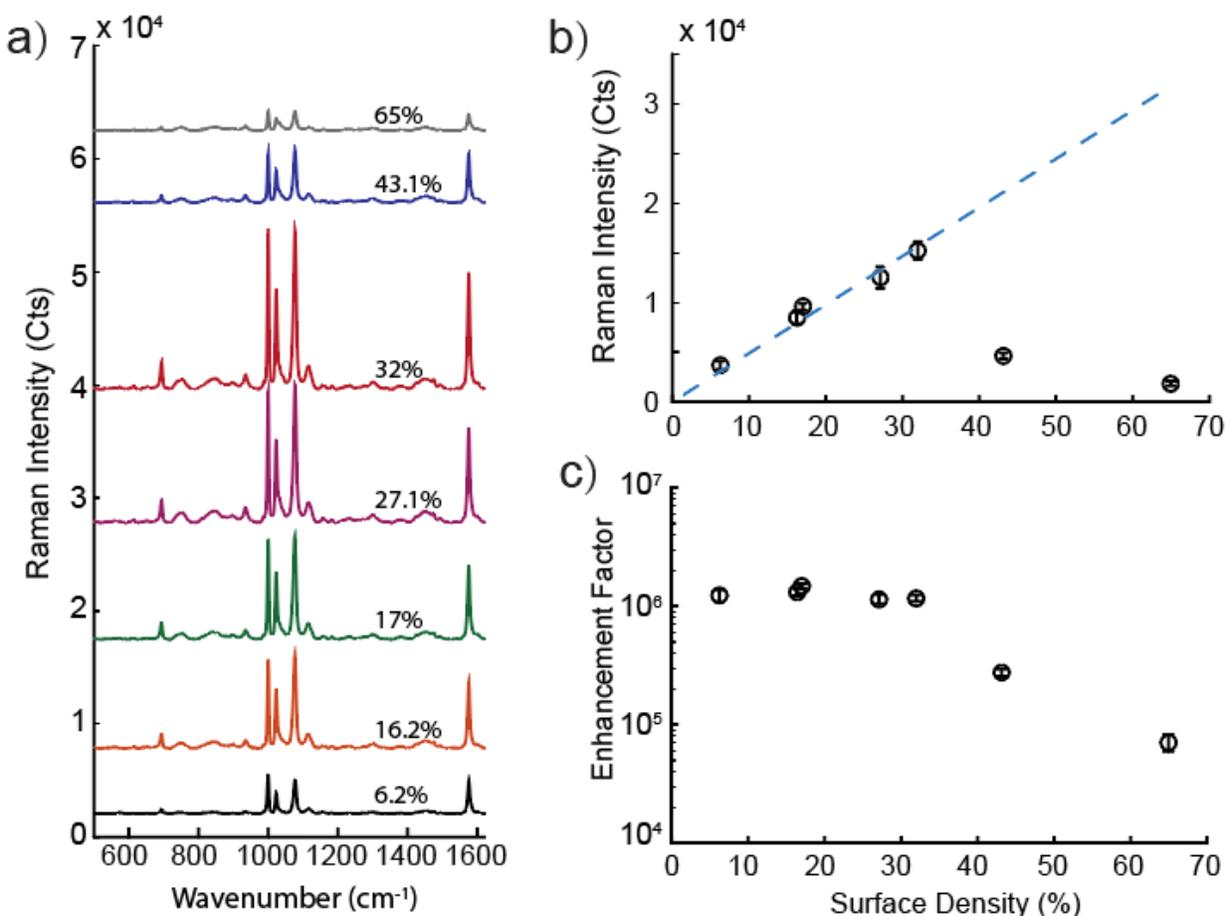 a)
x 10⁴
7
6
5
4
3
2
1
0
Raman Intensity (Cts)
65%
43.1%
32%
27.1%
17%
16.2%
6.2%
600 800 1000 1200 1400 1600
Wavenumber (cm⁻¹)
b)
x 10⁴
3
2
1
0
Raman Intensity (Cts)
0 10 20 30 40 50 60 70
c)
10⁷
10⁶
10⁵
10⁴
Enhancement Factor
0 10 20 30 40 50 60 70
Surface Density (%)